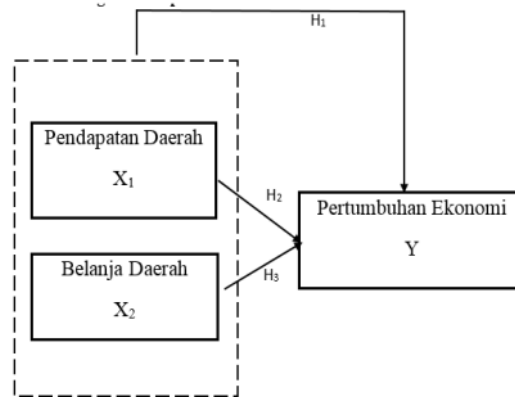 H₁
Pendapatan Daerah
X₁
H₂
Pertumbuhan Ekonomi
Y
Belanja Daerah
H₃
X₂